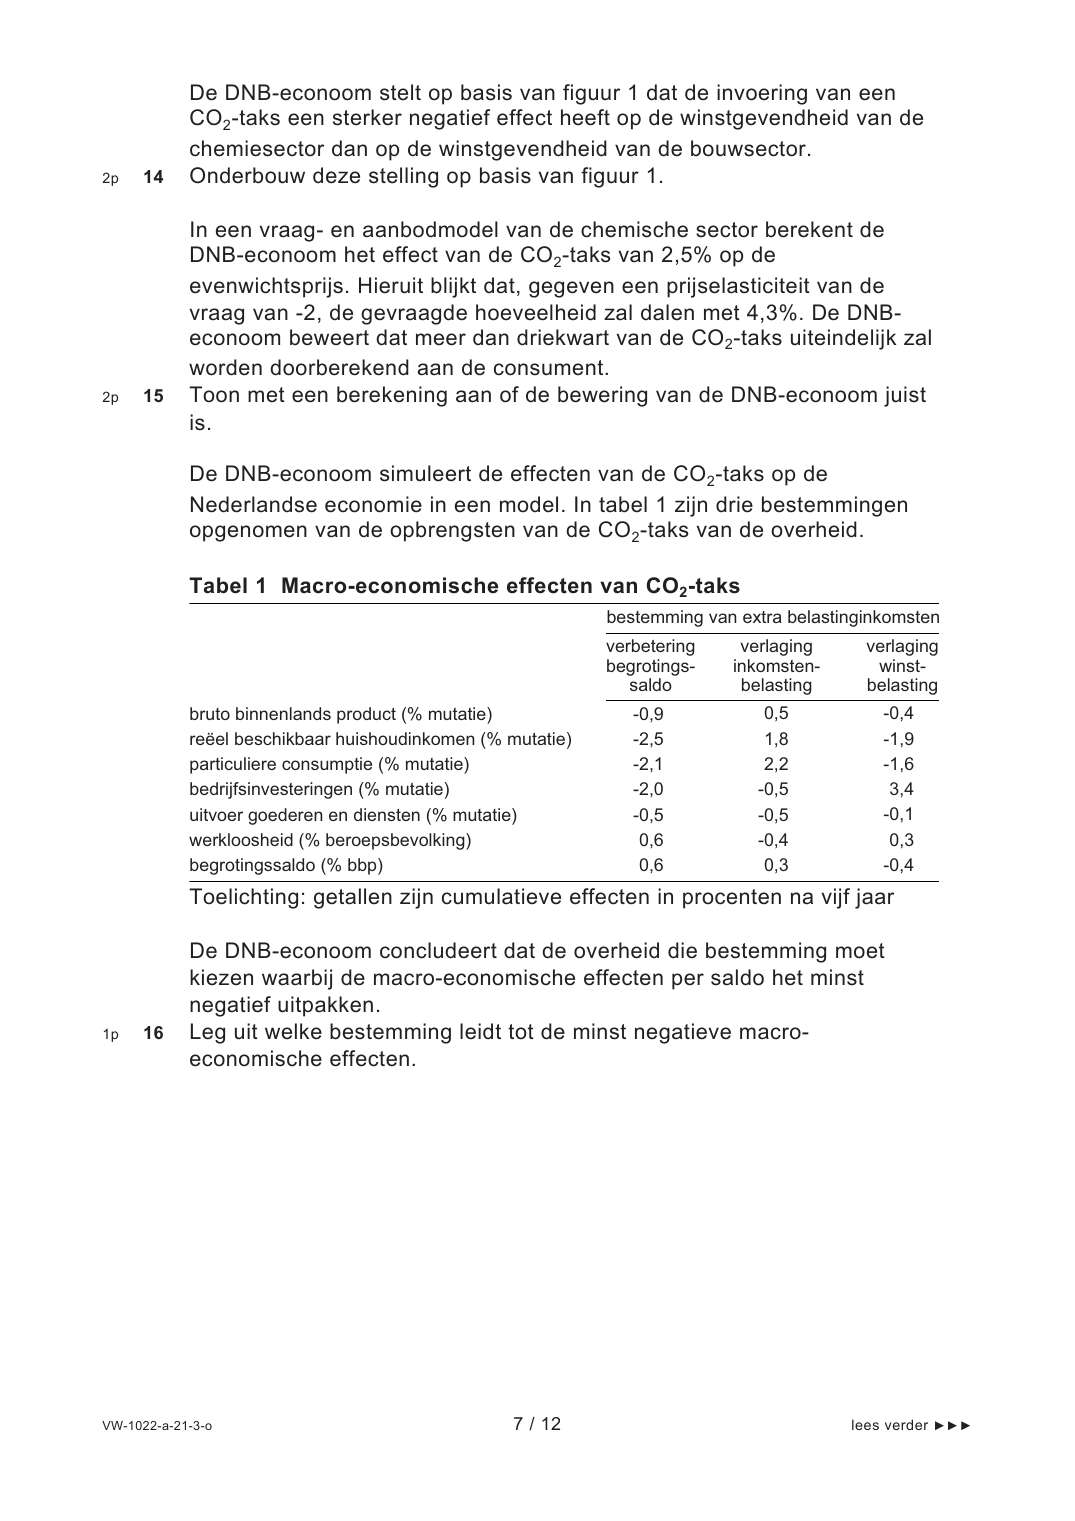 De DNB-econoom stelt op basis van figuur 1 dat de invoering van een
CO2-taks een sterker negatief effect heeft op de winstgevendheid van de
chemiesector dan op de winstgevendheid van de bouwsector.
2p 14 Onderbouw deze stelling op basis van figuur 1.
In een vraag- en aanbodmodel van de chemische sector berekent de
DNB-econoom het effect van de CO2-taks van 2,5% op de
evenwichtsprijs. Hieruit blijkt dat, gegeven een prijselasticiteit van de
vraag van -2, de gevraagde hoeveelheid zal dalen met 4,3%. De DNB-
econoom beweert dat meer dan driekwart van de CO2-taks uiteindelijk zal
worden doorberekend aan de consument.
2p 15 Toon met een berekening aan of de bewering van de DNB-econoom juist
is.
De DNB-econoom simuleert de effecten van de CO2-taks op de
Nederlandse economie in een model. In tabel 1 zijn drie bestemmingen
opgenomen van de opbrengsten van de CO2-taks van de overheid.
Tabel 1 Macro-economische effecten van CO2-taks
bestemming van extra belastinginkomsten
verbetering verlaging verlaging
begrotings- inkomsten- winst-
saldo belasting belasting
bruto binnenlands product (% mutatie) -0,9 0,5 -0,4
reëel beschikbaar huishoudinkomen (% mutatie) -2,5 1,8 -1,9
particuliere consumptie (% mutatie) -2,1 2,2 -1,6
bedrijfsinvesteringen (% mutatie) -2,0 -0,5 3,4
uitvoer goederen en diensten (% mutatie) -0,5 -0,5 -0,1
werkloosheid (% beroepsbevolking) 0,6 -0,4 0,3
begrotingssaldo (% bbp) 0,6 0,3 -0,4
Toelichting: getallen zijn cumulatieve effecten in procenten na vijf jaar
De DNB-econoom concludeert dat de overheid die bestemming moet
kiezen waarbij de macro-economische effecten per saldo het minst
negatief uitpakken.
1p 16 Leg uit welke bestemming leidt tot de minst negatieve macro-
economische effecten.
VW-1022-a-21-3-o 7 / 12 lees verder ►►►